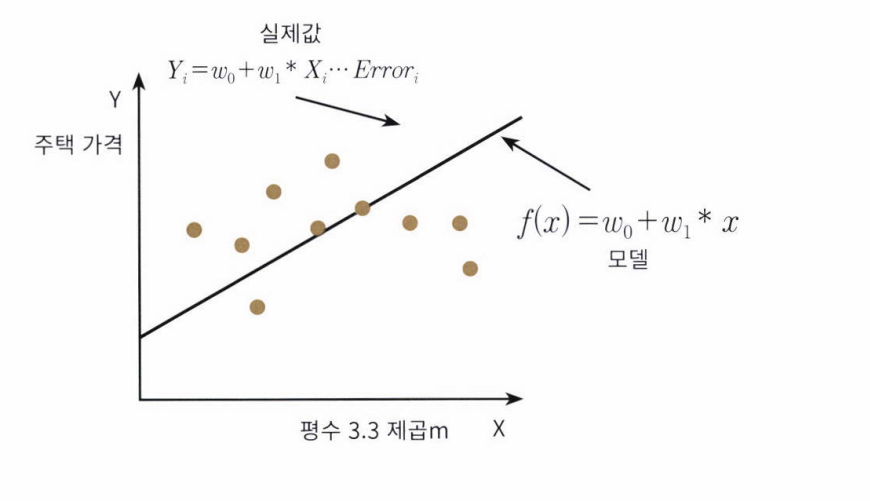 실제값
Yᵢ=w₀+w₁* Xᵢ⋯Errorᵢ
Y
주택 가격
f(x)=w₀+w₁* x
모델
평수 3.3 제곱m X